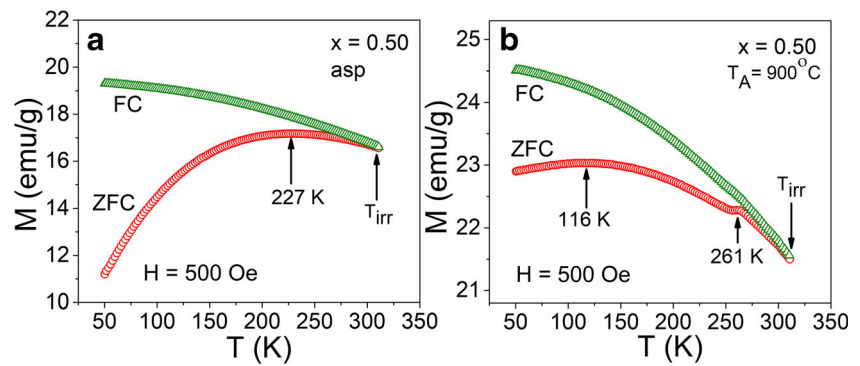 a
x = 0.50
asp
FC
ZFC
227 K
T_irr
H = 500 Oe
M (emu/g)
22
20
18
16
14
12
10
50 100 150 200 250 300 350
T (K)
b
x = 0.50
T_A = 900°C
FC
ZFC
T_irr
116 K
261 K
H = 500 Oe
M (emu/g)
25
24
23
22
21
50 100 150 200 250 300 350
T (K)